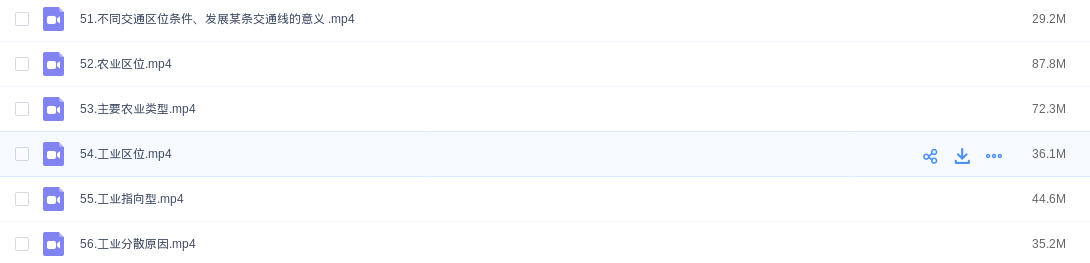 51.不同交通区位条件、发展某条交通线的意义 .mp4 29.2M
52.农业区位.mp4 87.8M
53.主要农业类型.mp4 72.3M
54.工业区位.mp4 36.1M
55.工业指向型.mp4 44.6M
56.工业分散原因.mp4 35.2M